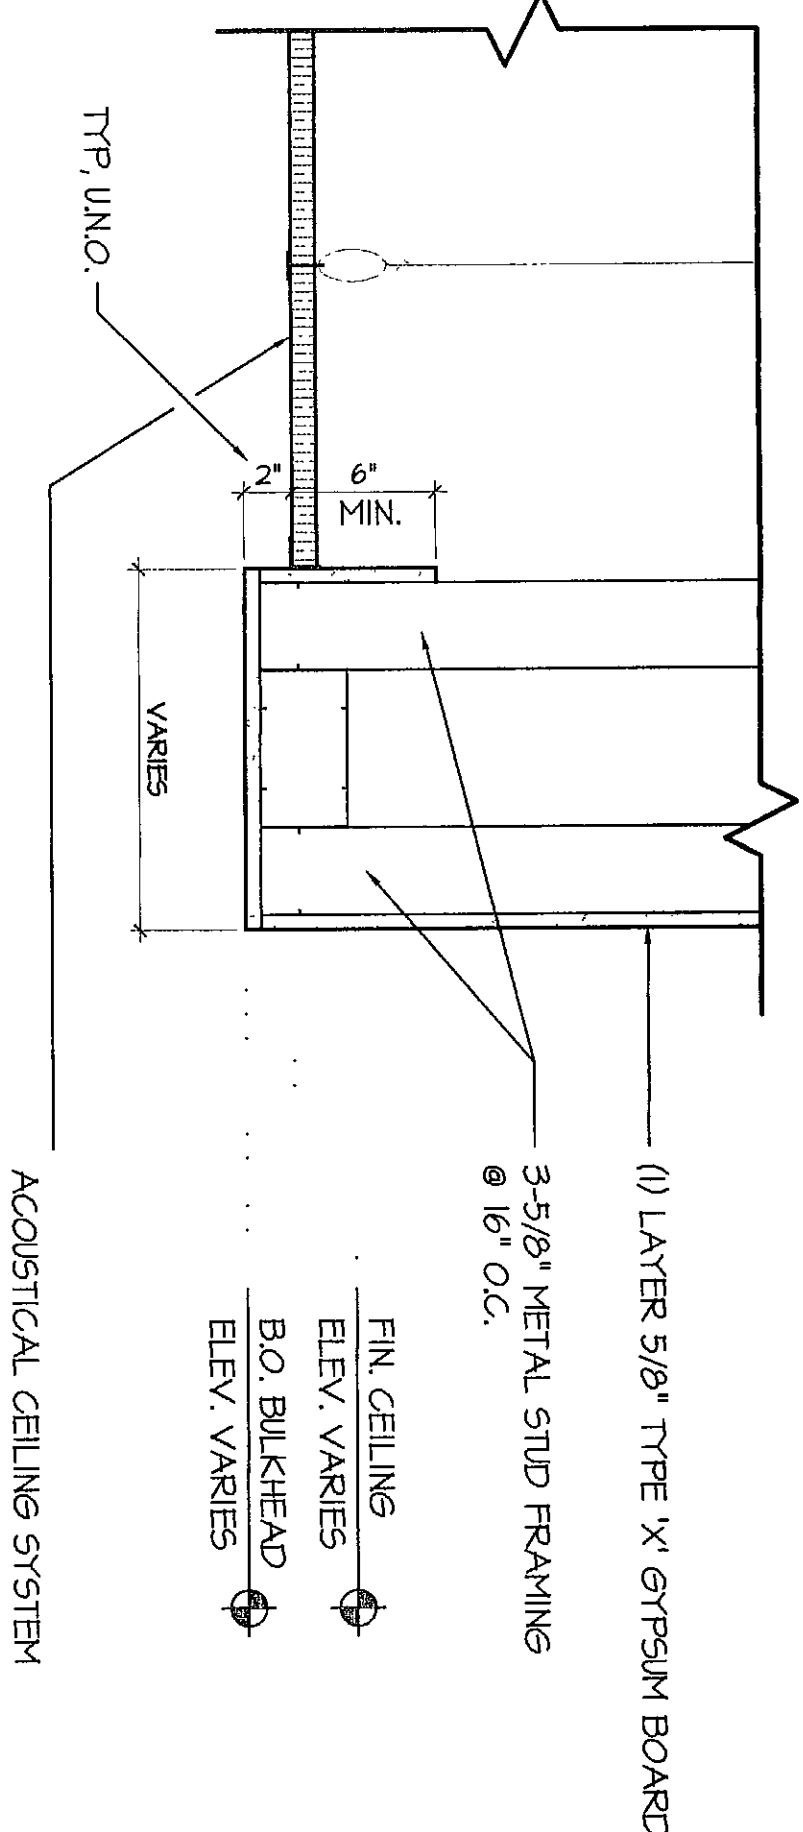 (1) LAYER 5/8" TYPE 'X' GYPSUM BOARD
3-5/8" METAL STUD FRAMING
@ 16" O.C.
FIN. CEILING
ELEV. VARIES
B.O. BULKHEAD
ELEV. VARIES
ACOUSTICAL CEILING SYSTEM
6"
MIN.
2"
TYP, U.N.O.
VARIES